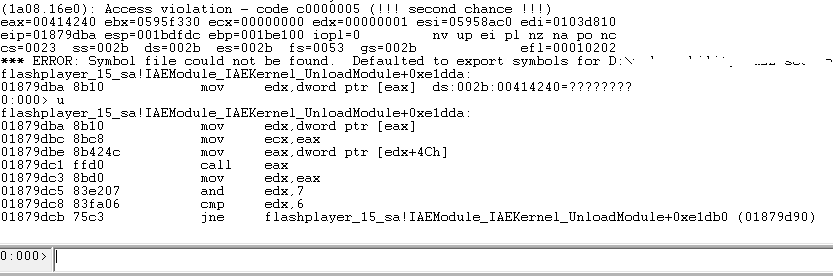 (1a08.16e0): Access violation - code c0000005 (!!! second chance !!!)
eax=00414240 ebx=0595f330 ecx=00000000 edx=00000001 esi=05958ac0 edi=0103d810
eip=01879dba esp=001bdfdc ebp=001be100 iopl=0         nv up ei pl nz na po nc
cs=0023  ss=002b  ds=002b  es=002b  fs=0053  gs=002b             efl=00010202
*** ERROR: Symbol file could not be found.  Defaulted to export symbols for D:\
flashplayer_15_sa!IAEModule_IAEKernel_UnloadModule+0xe1dda:
01879dba 8b10            mov     edx,dword ptr [eax]  ds:002b:00414240=????????
0:000> u
flashplayer_15_sa!IAEModule_IAEKernel_UnloadModule+0xe1dda:
01879dba 8b10            mov     edx,dword ptr [eax]
01879dbc 8bc8            mov     ecx,eax
01879dbe 8b424c          mov     eax,dword ptr [edx+4Ch]
01879dc1 ffd0            call    eax
01879dc3 8bd0            mov     edx,eax
01879dc5 83e207          and     edx,7
01879dc8 83fa06          cmp     edx,6
01879dcb 75c3            jne     flashplayer_15_sa!IAEModule_IAEKernel_UnloadModule+0xe1db0 (01879d90)
0:000>